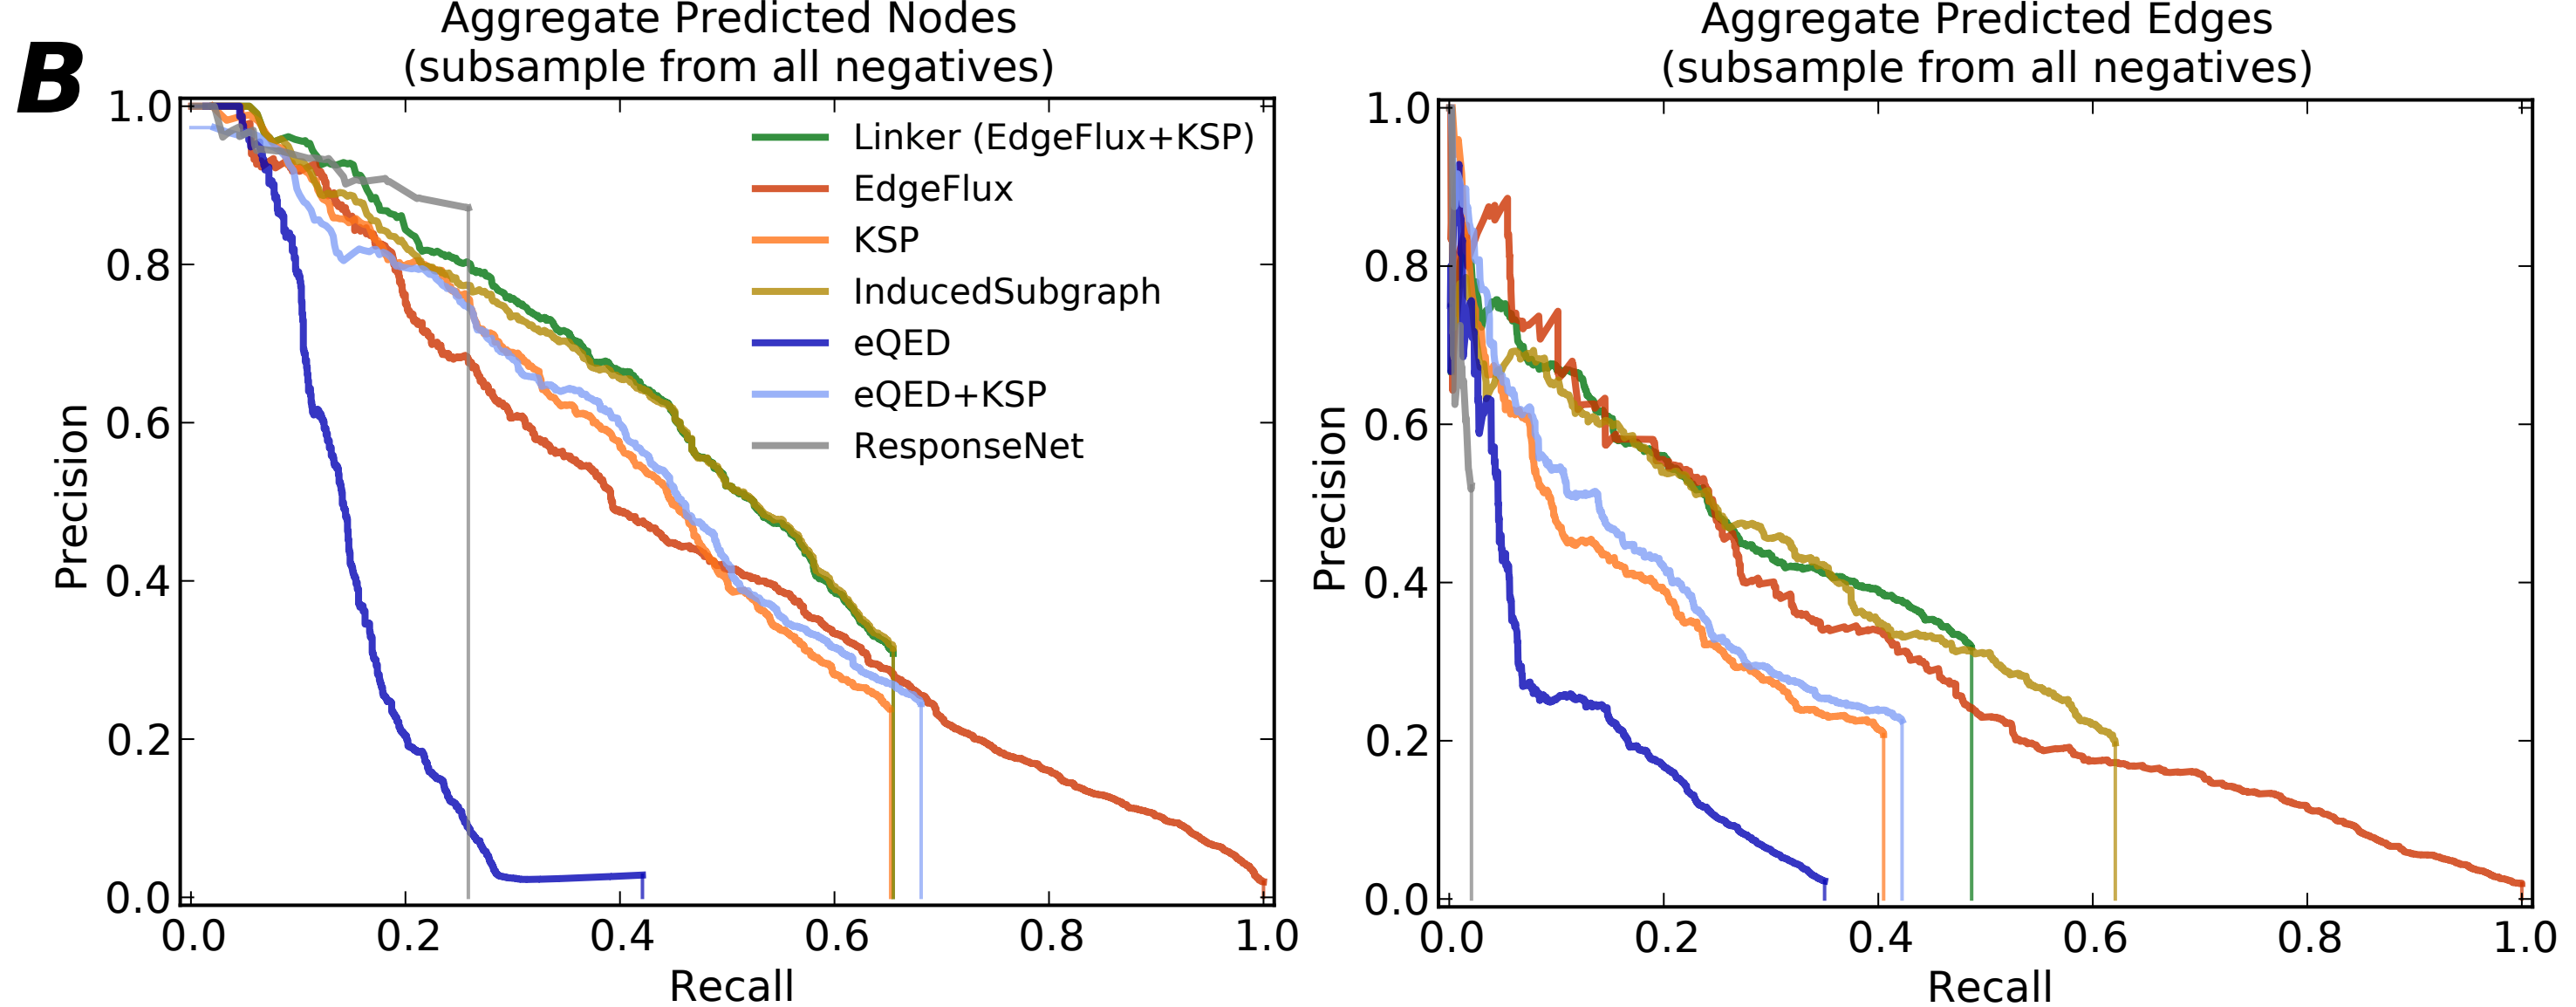 B
Aggregate Predicted Nodes
(subsample from all negatives)
1.0
0.8
0.6
0.4
0.2
0.0
Precision
Linker (EdgeFlux+KSP)
EdgeFlux
KSP
InducedSubgraph
eQED
eQED+KSP
ResponseNet
0.0 0.2 0.4 0.6 0.8 1.0
Recall
Aggregate Predicted Edges
(subsample from all negatives)
1.0
0.8
0.6
0.4
0.2
0.0
Precision
0.0 0.2 0.4 0.6 0.8 1.0
Recall